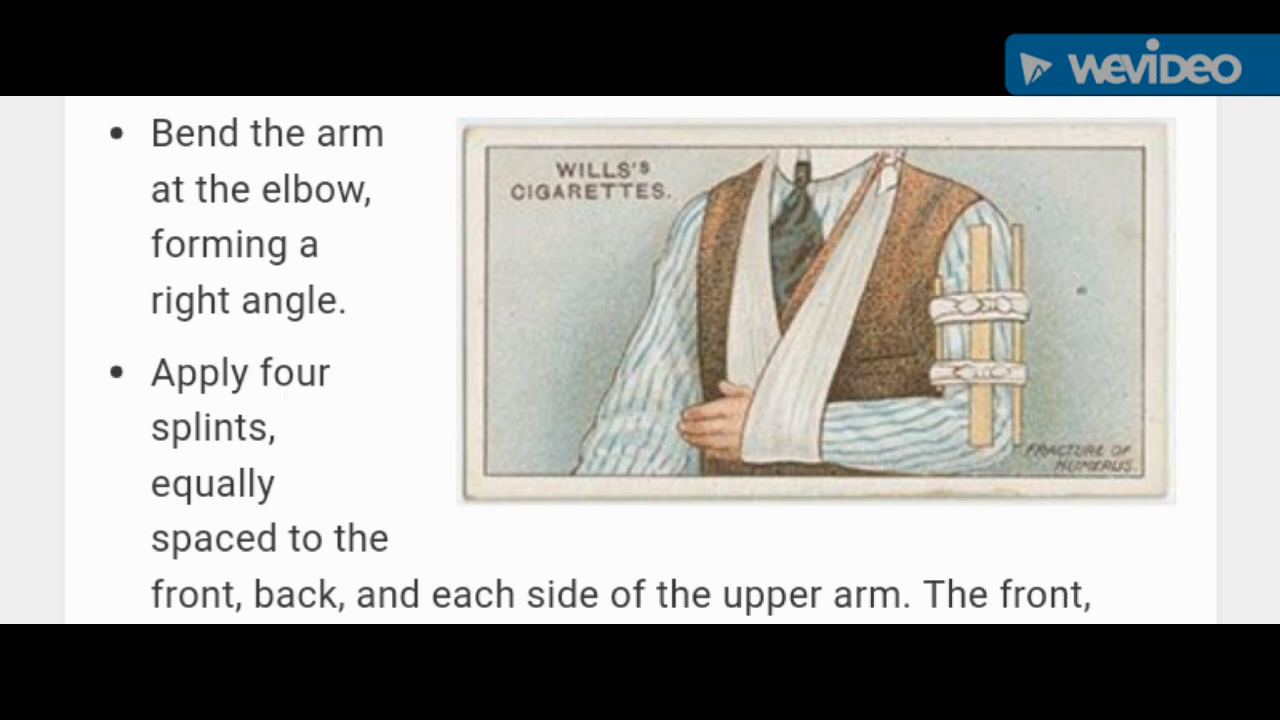 WEVIDEO
Bend the arm
at the elbow,
forming a
right angle.
Apply four
splints,
equally
spaced to the
front, back, and each side of the upper arm. The front,
WILLS'S
CIGARETTES.
FRACTURE OF
HUMERUS.